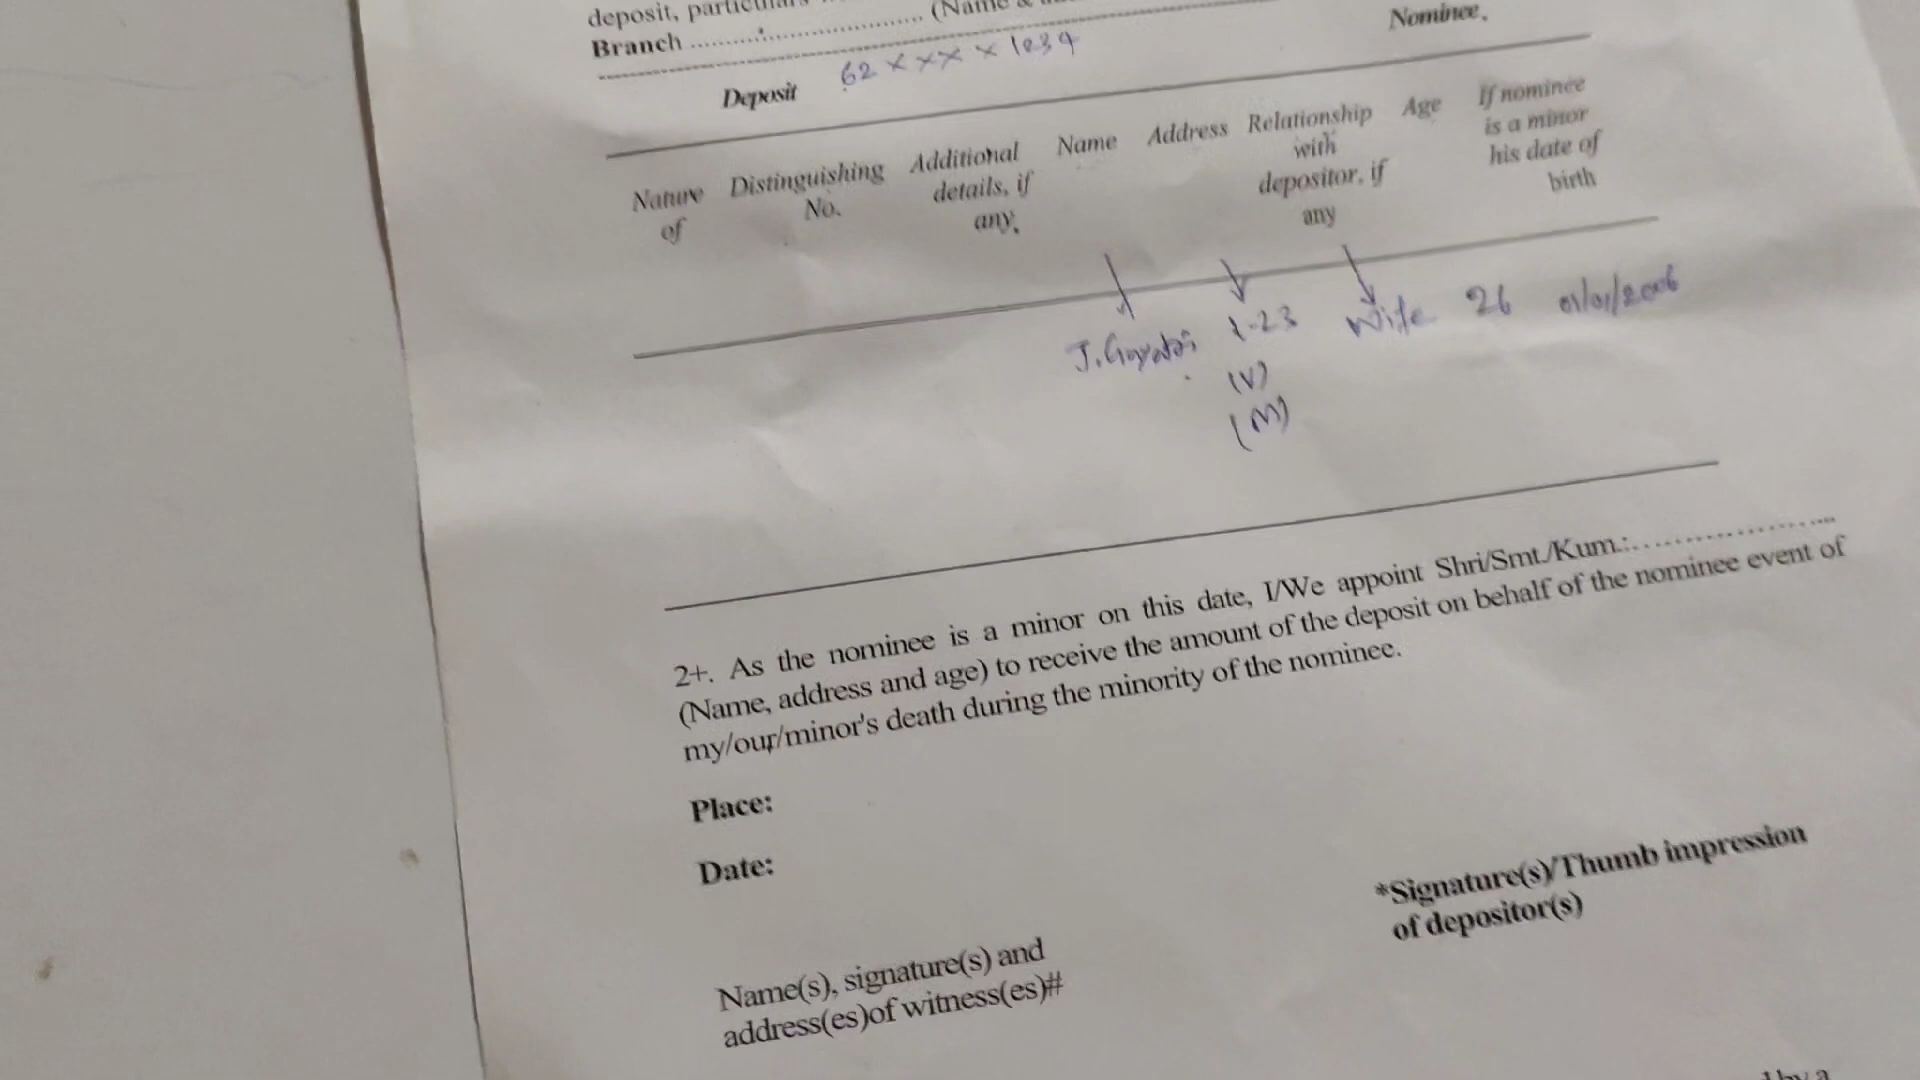 deposit,
Branch .................................... (Name &
Deposit 62 x x x x 1234 Nominee,
Nature of Distinguishing No. Additional details, if any, Name Address Relationship with depositor, if any Age If nominee is a minor his date of birth
1-23 Wife 26 01/01/2006
(V)
(M)
2+. As the nominee is a minor on this date, I/We appoint Shri/Smt./Kum.:........................
(Name, address and age) to receive the amount of the deposit on behalf of the nominee event of
my/our/minor's death during the minority of the nominee.
Place:
Date:
*Signature(s)/Thumb impression
of depositor(s)
Name(s), signature(s) and
address(es)of witness(es)#